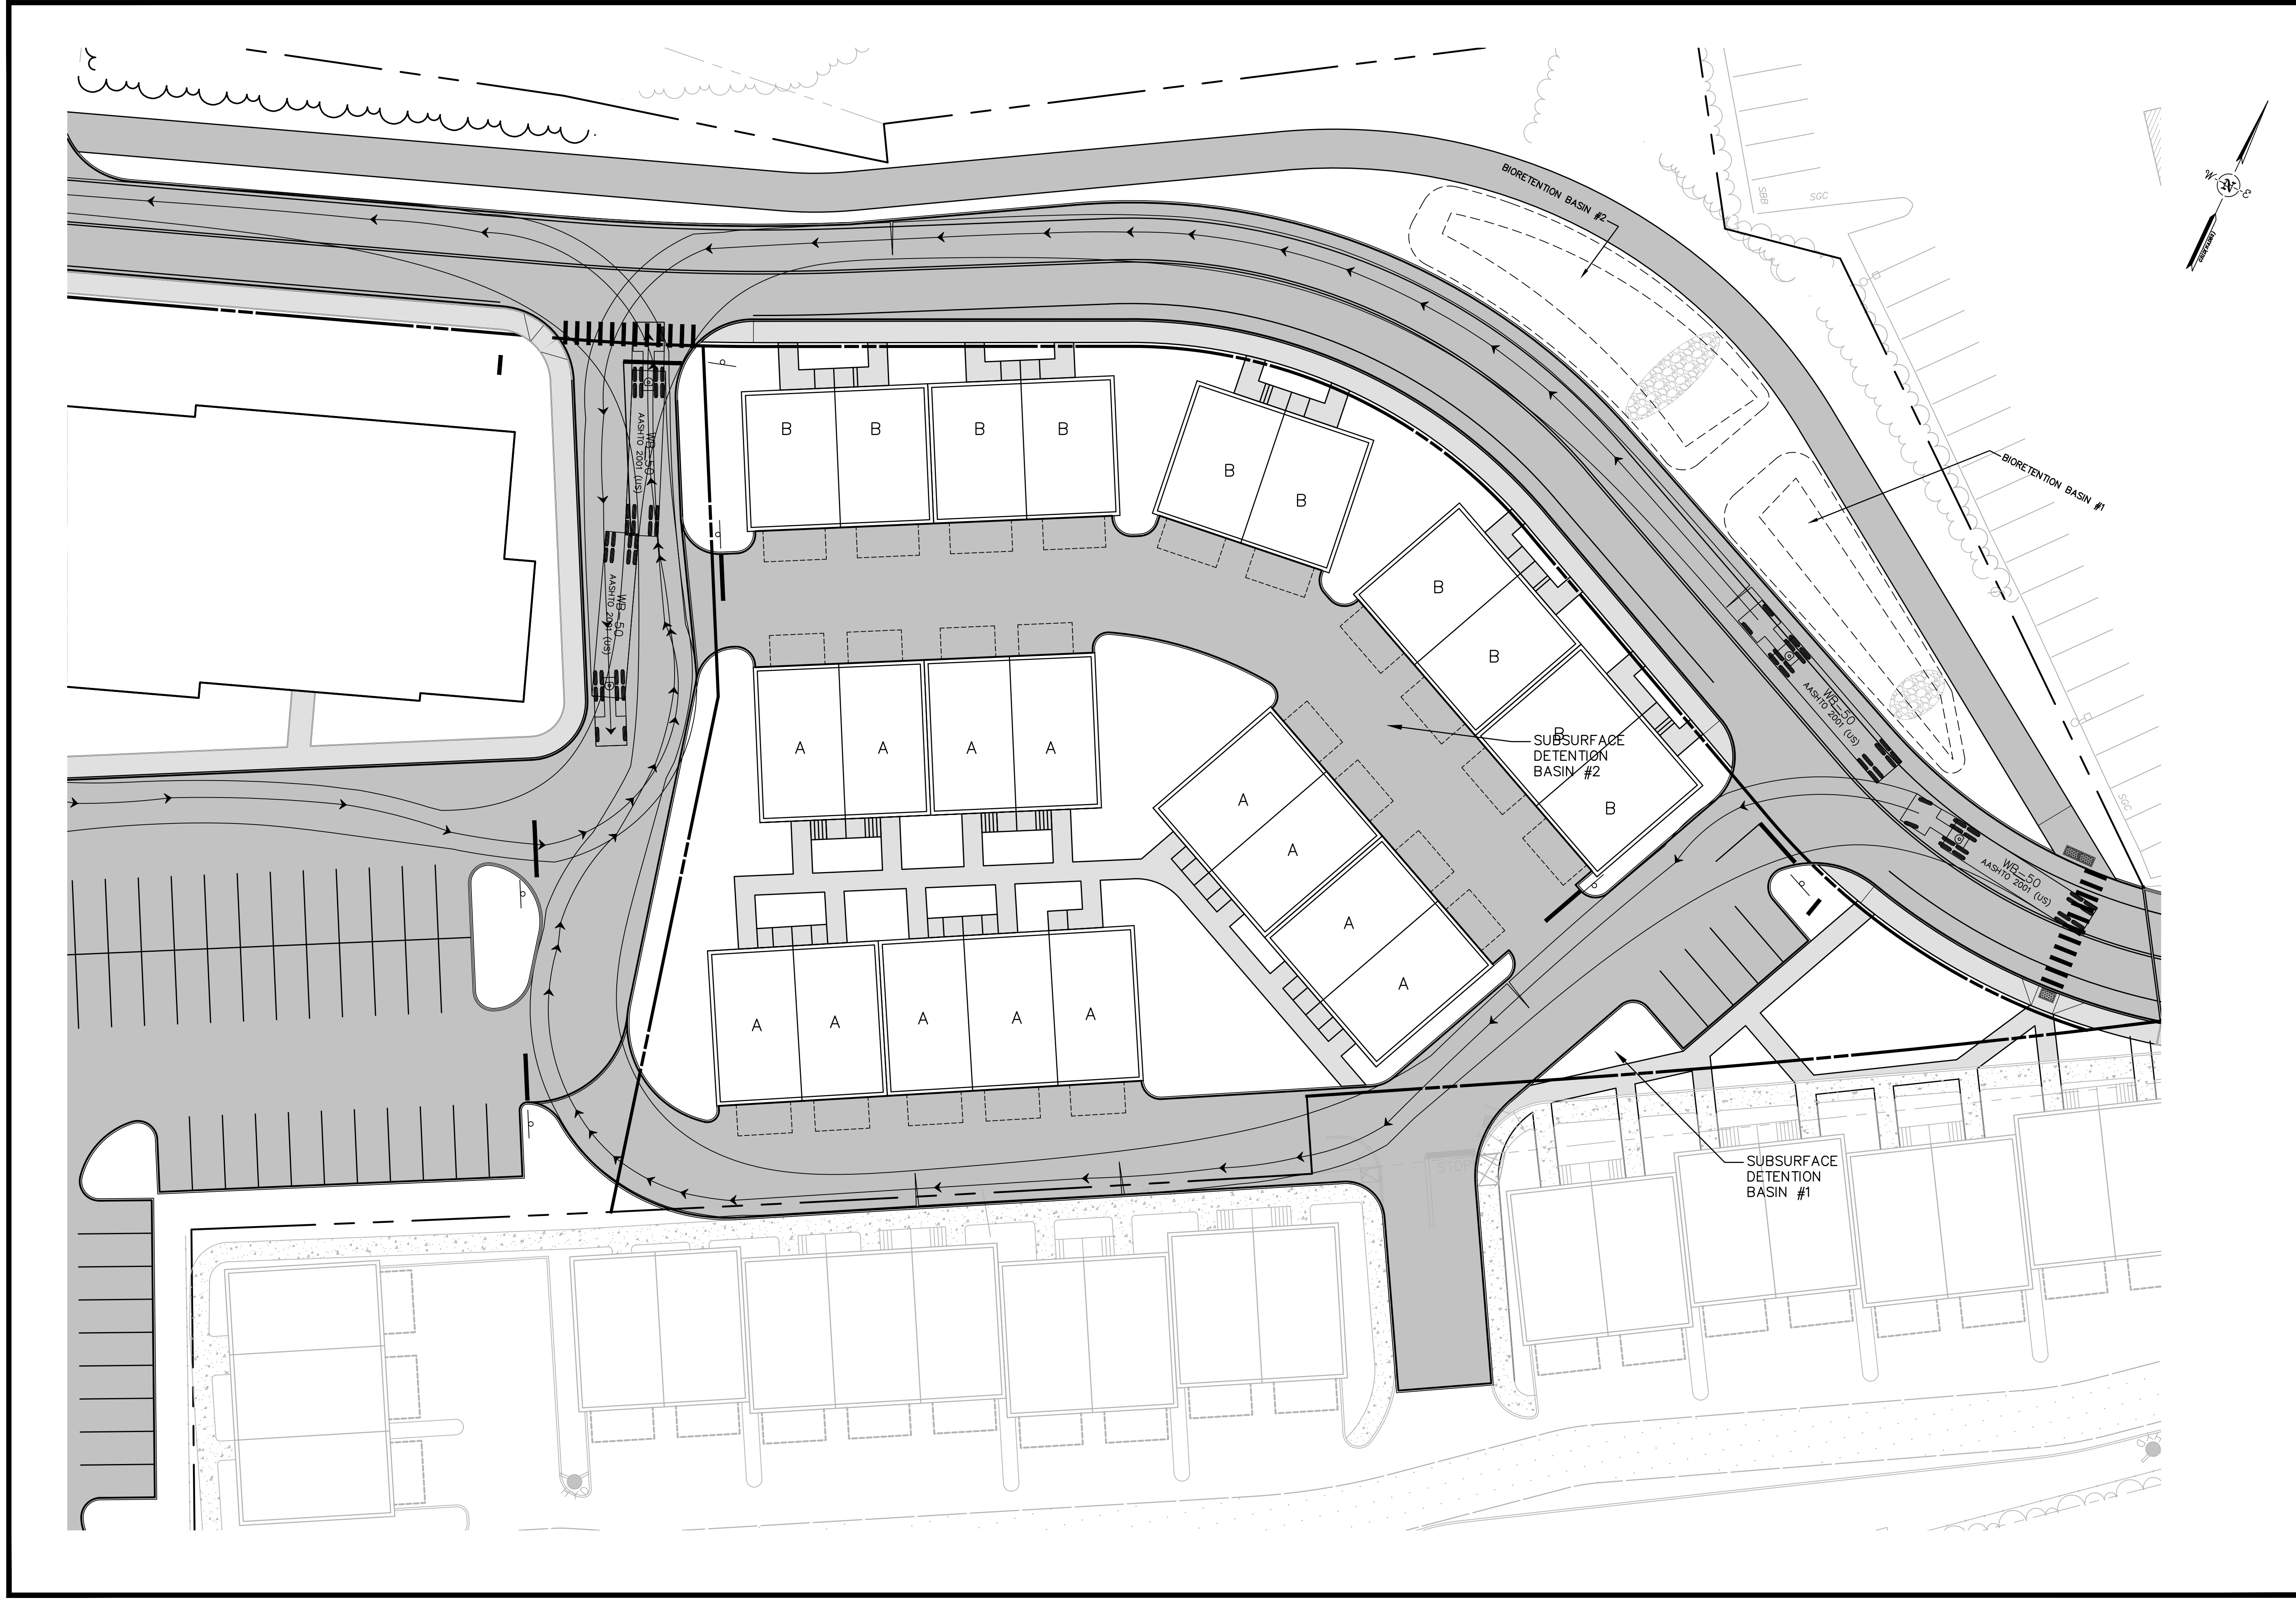 BIORETENTION BASIN #2
SBB
SGC
W
N
E
BIORETENTION BASIN #1
B
B
B
B
B
B
B
B
B
B
WB-50
AASHTO 2001 (US)
WB-50
AASHTO 2001 (US)
WB-50
AASHTO 2001 (US)
WB-50
AASHTO 2001 (US)
A
A
A
A
SUBSURFACE
DETENTION
BASIN #2
SGC
A
A
A
A
A
A
A
A
A
STOP
SUBSURFACE
DETENTION
BASIN #1